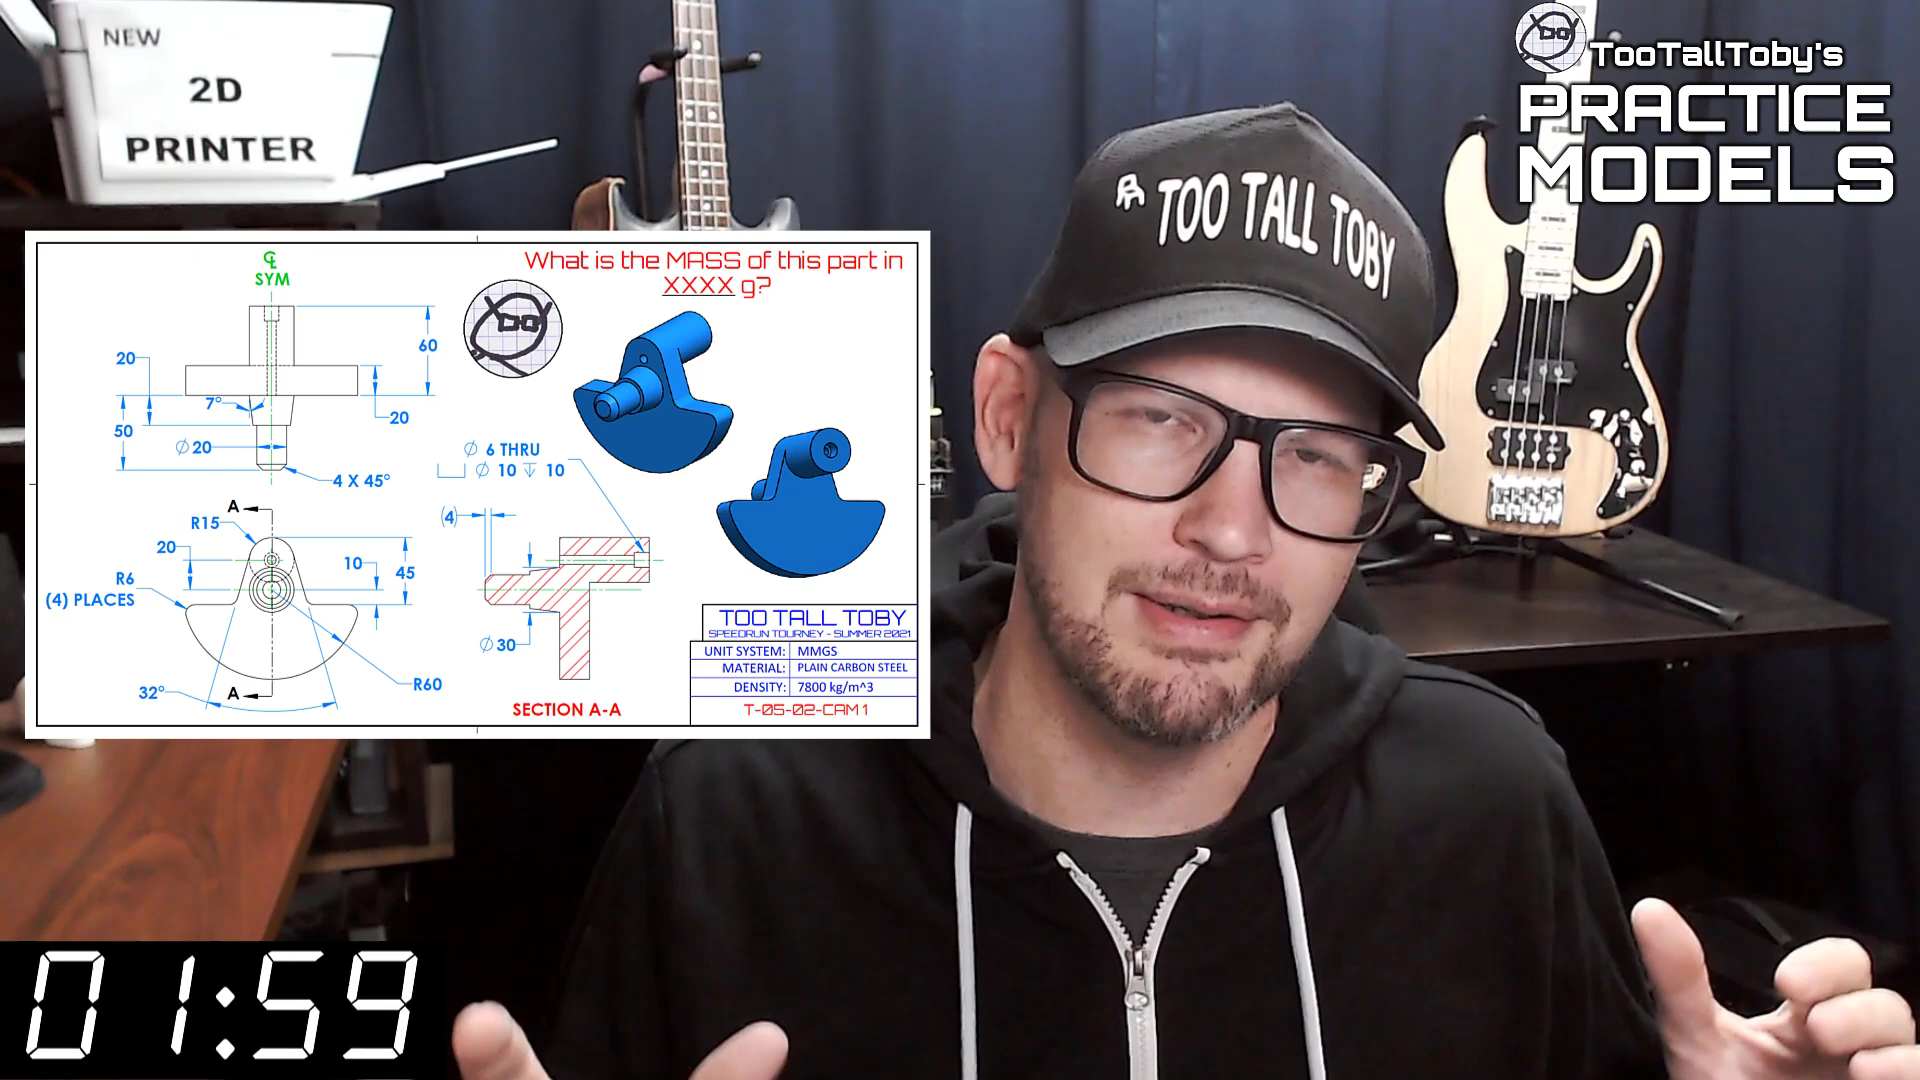 NEW
2D
PRINTER
TooTallToby's
PRACTICE
MODELS
TOO TALL TOBY
What is the MASS of this part in
XXXX g?
℄
SYM
60
20
20
7°
50
∅20
4 X 45°
∅ 6 THRU
⌴ ∅ 10 ↧ 10
A
R15
20
10
45
R6
(4) PLACES
(4)
∅30
R60
32°
A
SECTION A-A
TOO TALL TOBY
SPEEDRUN TOURNEY - SUMMER 2021
UNIT SYSTEM: MMGS
MATERIAL: PLAIN CARBON STEEL
DENSITY: 7800 kg/m^3
T-05-02-CAM 1
01:59